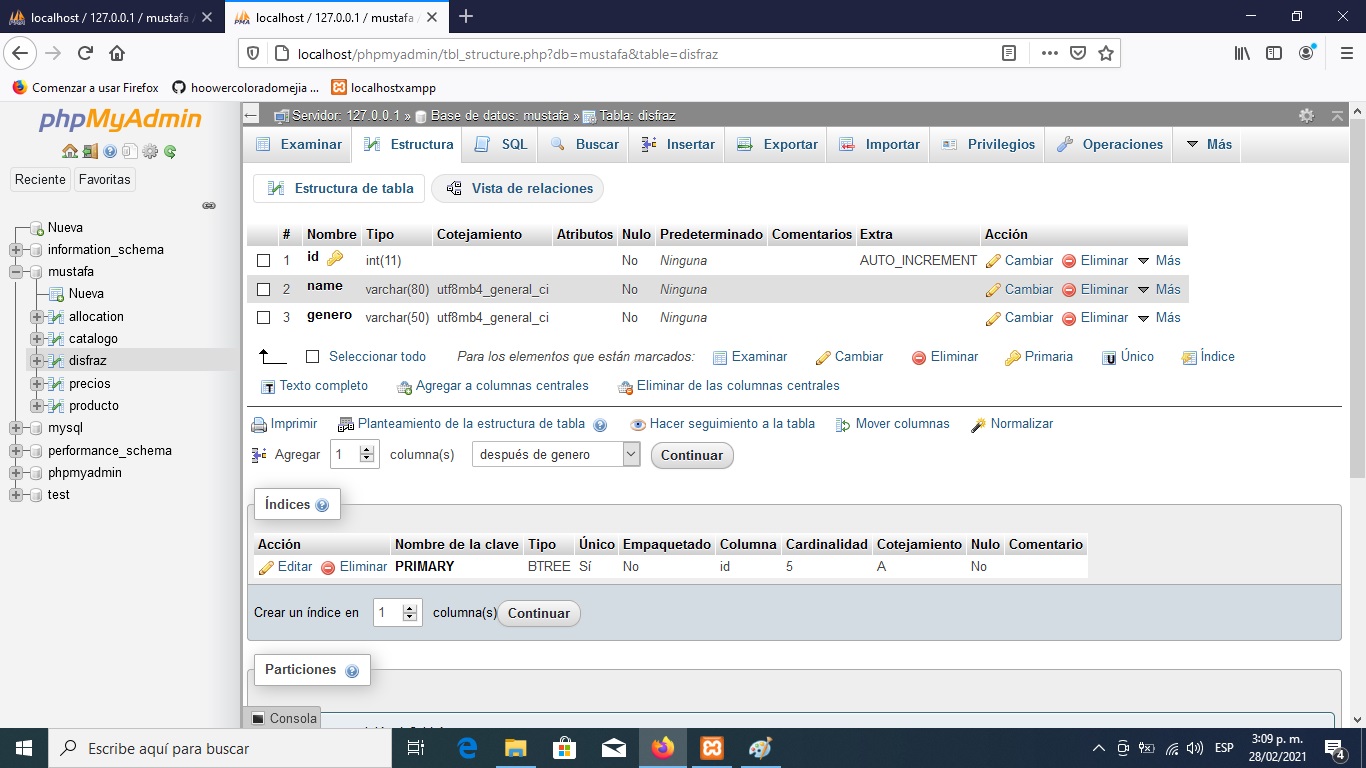 localhost / 127.0.0.1 / mustafa /
localhost / 127.0.0.1 / mustafa /
localhost/phpmyadmin/tbl_structure.php?db=mustafa&table=disfraz
Comenzar a usar Firefox
hoowercoloradomejia ...
localhostxampp
phpMyAdmin
Reciente
Favoritas
Nueva
information_schema
mustafa
Nueva
allocation
catalogo
disfraz
precios
producto
mysql
performance_schema
phpmyadmin
test
Servidor: 127.0.0.1 » Base de datos: mustafa » Tabla: disfraz
Examinar Estructura SQL Buscar Insertar Exportar Importar Privilegios Operaciones Más
Estructura de tabla Vista de relaciones
# Nombre Tipo Cotejamiento Atributos Nulo Predeterminado Comentarios Extra Acción
1 id int(11) No Ninguna AUTO_INCREMENT Cambiar Eliminar Más
2 name varchar(80) utf8mb4_general_ci No Ninguna Cambiar Eliminar Más
3 genero varchar(50) utf8mb4_general_ci No Ninguna Cambiar Eliminar Más
Seleccionar todo Para los elementos que están marcados: Examinar Cambiar Eliminar Primaria Único Índice
Texto completo Agregar a columnas centrales Eliminar de las columnas centrales
Imprimir Planteamiento de la estructura de tabla Hacer seguimiento a la tabla Mover columnas Normalizar
Agregar 1 columna(s) después de genero Continuar
Índices
Acción Nombre de la clave Tipo Único Empaquetado Columna Cardinalidad Cotejamiento Nulo Comentario
Editar Eliminar PRIMARY BTREE Sí No id 5 A No
Crear un índice en 1 columna(s) Continuar
Particiones
Consola
Escribe aquí para buscar
ESP
3:09 p. m.
28/02/2021
4